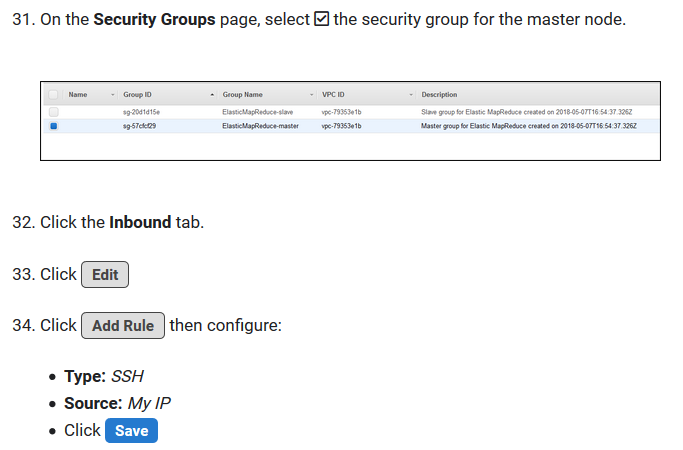 31. On the Security Groups page, select the security group for the master node.
Name Group ID Group Name VPC ID Description
sg-20d1d15e ElasticMapReduce-slave vpc-79353e1b Slave group for Elastic MapReduce created on 2018-05-07T16:54:37.326Z
sg-57cfcf29 ElasticMapReduce-master vpc-79353e1b Master group for Elastic MapReduce created on 2018-05-07T16:54:37.326Z
32. Click the Inbound tab.
33. Click Edit
34. Click Add Rule then configure:
• Type: SSH
• Source: My IP
• Click Save